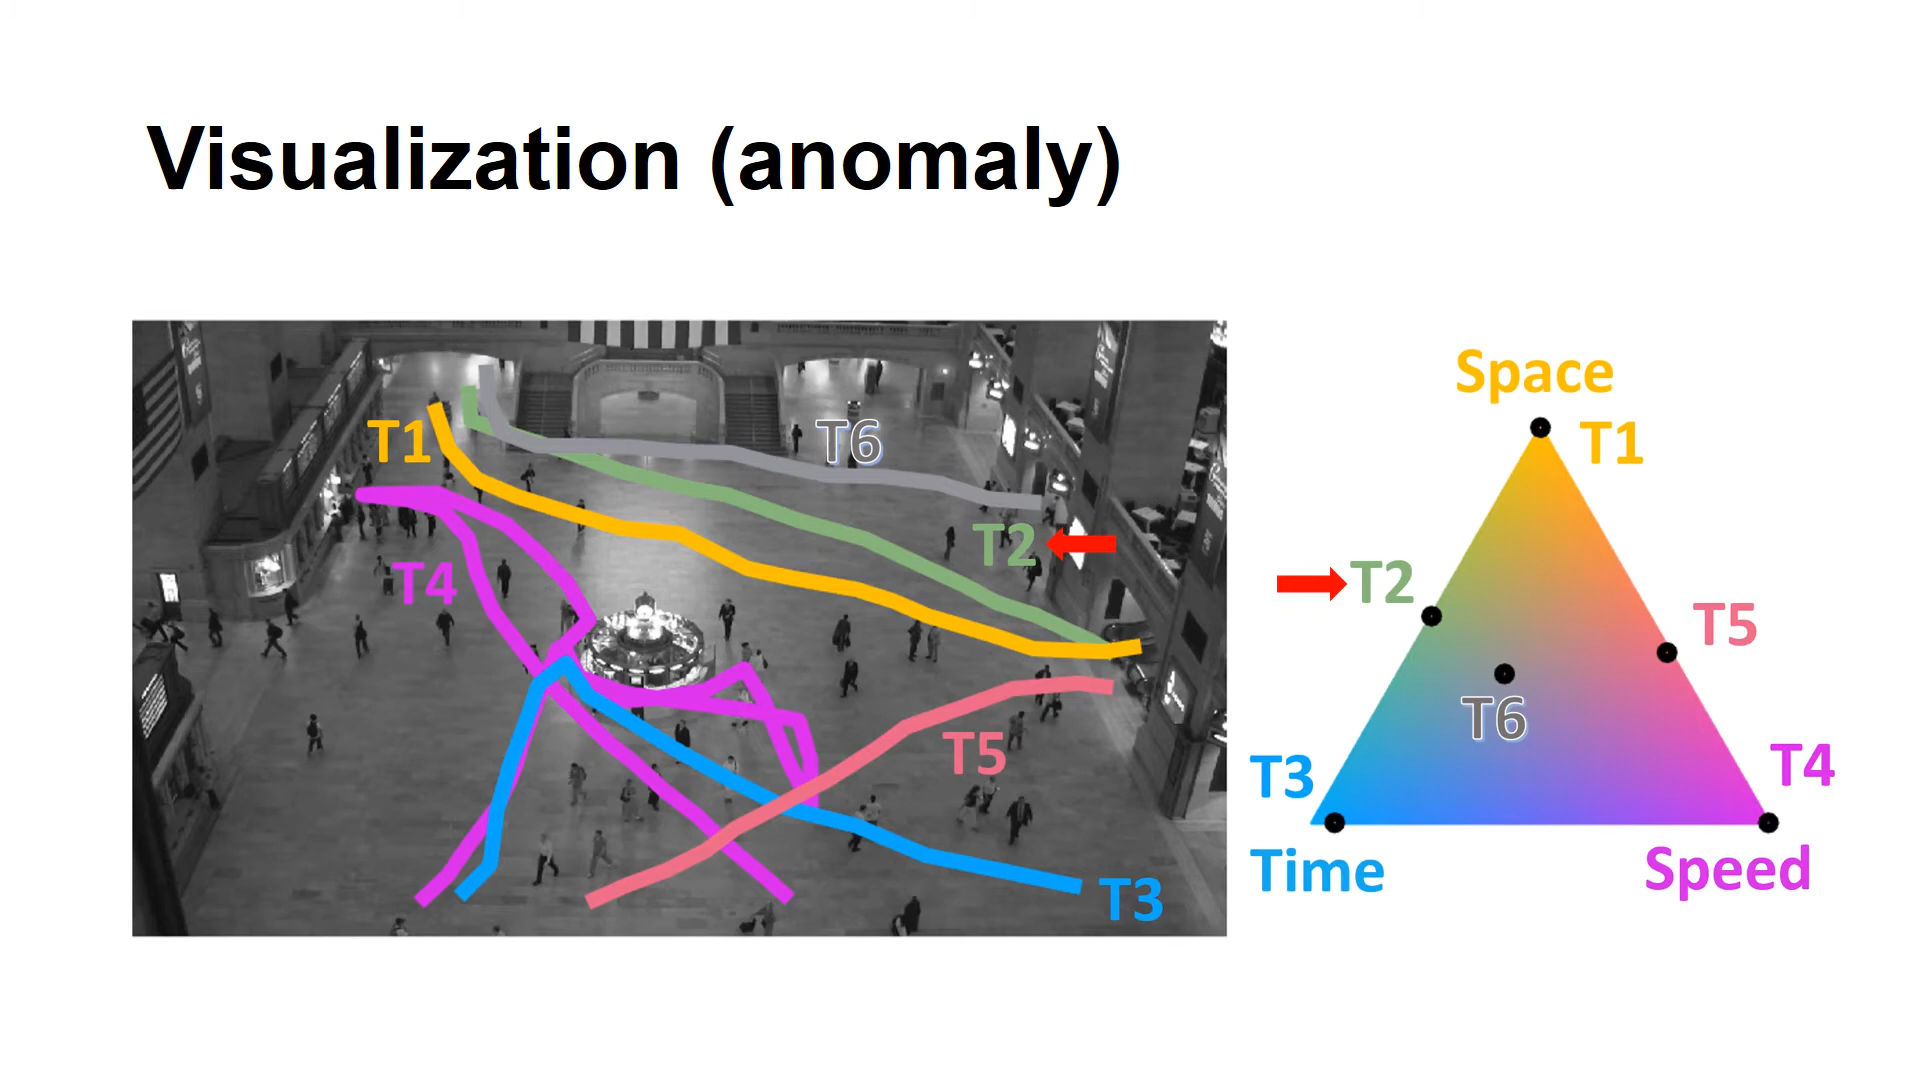 Visualization (anomaly)
T1
T6
T2
T4
T5
T3
Space
T1
T2
T5
T6
T3
T4
Time
Speed